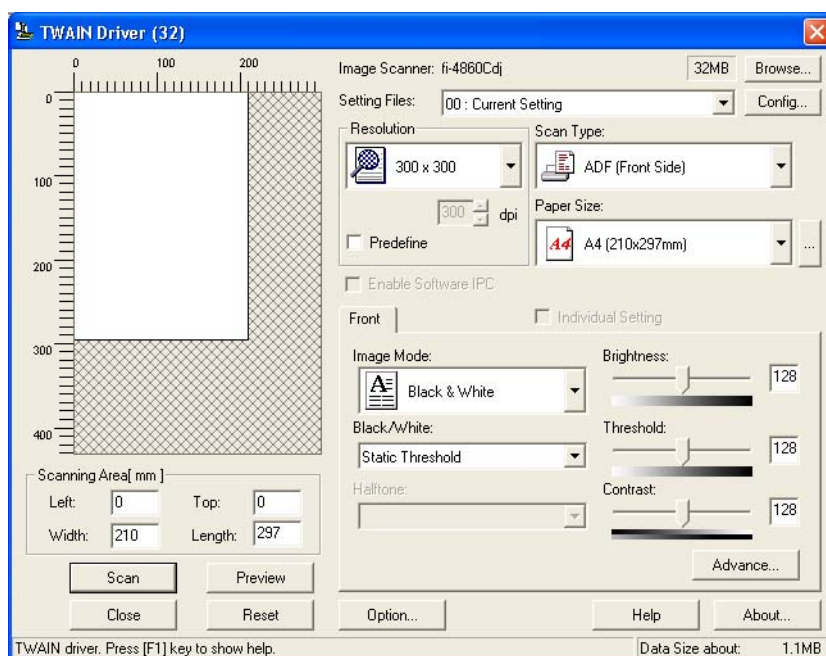 TWAIN Driver (32)
0 100 200
0
100
200
300
400
Scanning Area[ mm ]
Left: 0 Top: 0
Width: 210 Length: 297
Scan Preview
Close Reset
Image Scanner: fi-4860Cdj 32MB Browse...
Setting Files: 00 : Current Setting Config...
Resolution
300 x 300
300 dpi
Predefine
Scan Type:
ADF (Front Side)
Paper Size:
A4 A4 (210x297mm) ...
Enable Software IPC
Front Individual Setting
Image Mode:
A Black & White
Black/White:
Static Threshold
Halftone:
Brightness:
128
Threshold:
128
Contrast:
128
Advance...
Option... Help About...
TWAIN driver. Press [F1] key to show help. Data Size about: 1.1MB